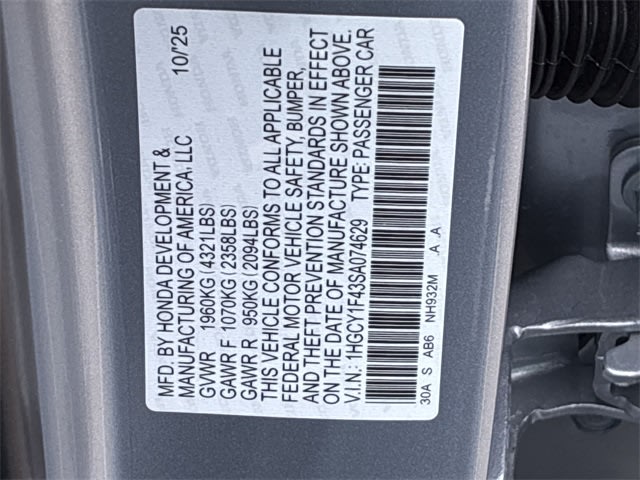 MFD. BY HONDA DEVELOPMENT & 10/25
MANUFACTURING OF AMERICA, LLC
GVWR 1960KG (4321LBS)
GAWR F 1070KG (2358LBS)
GAWR R 950KG (2094LBS)
THIS VEHICLE CONFORMS TO ALL APPLICABLE
FEDERAL MOTOR VEHICLE SAFETY, BUMPER,
AND THEFT PREVENTION STANDARDS IN EFFECT
ON THE DATE OF MANUFACTURE SHOWN ABOVE.
V.I.N.: 1HGCY1F43SA074629 TYPE: PASSENGER CAR
30A S AB6 NH932M .A .A